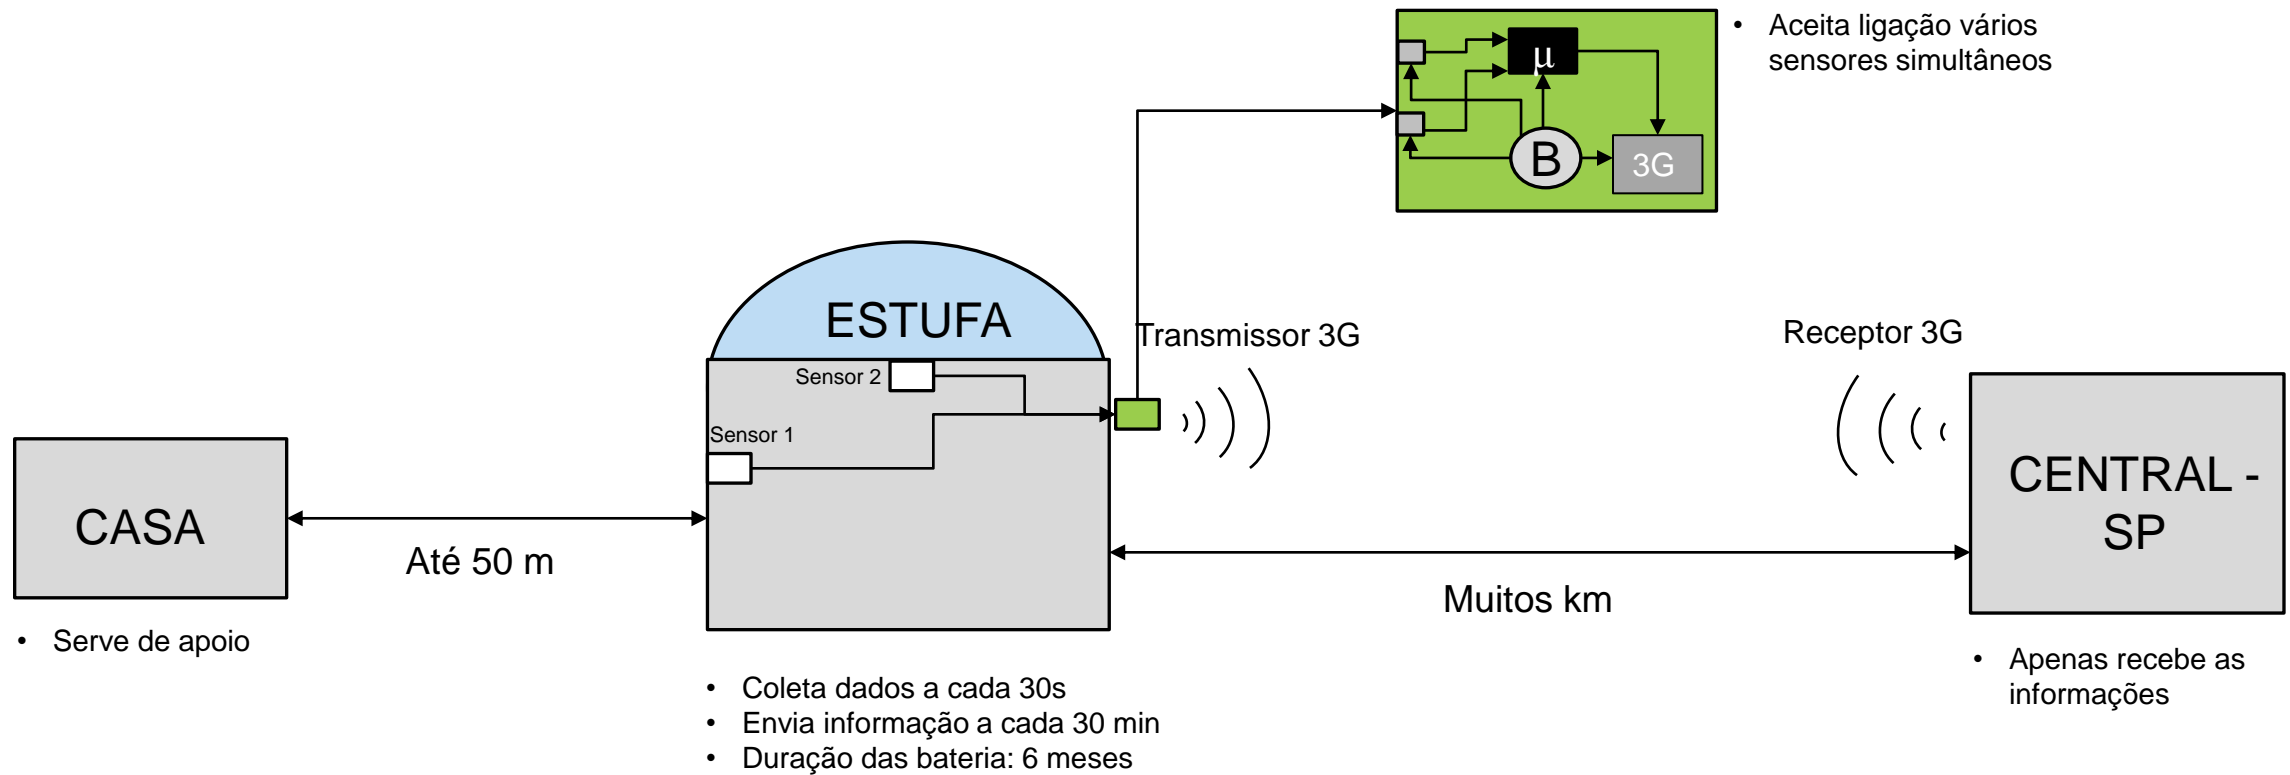 • Aceita ligação vários
sensores simultâneos
µ
B
3G
ESTUFA
Transmissor 3G
Receptor 3G
Sensor 2
Sensor 1
CASA
CENTRAL -
SP
Até 50 m
Muitos km
• Serve de apoio
• Apenas recebe as
informações
• Coleta dados a cada 30s
• Envia informação a cada 30 min
• Duração das bateria: 6 meses